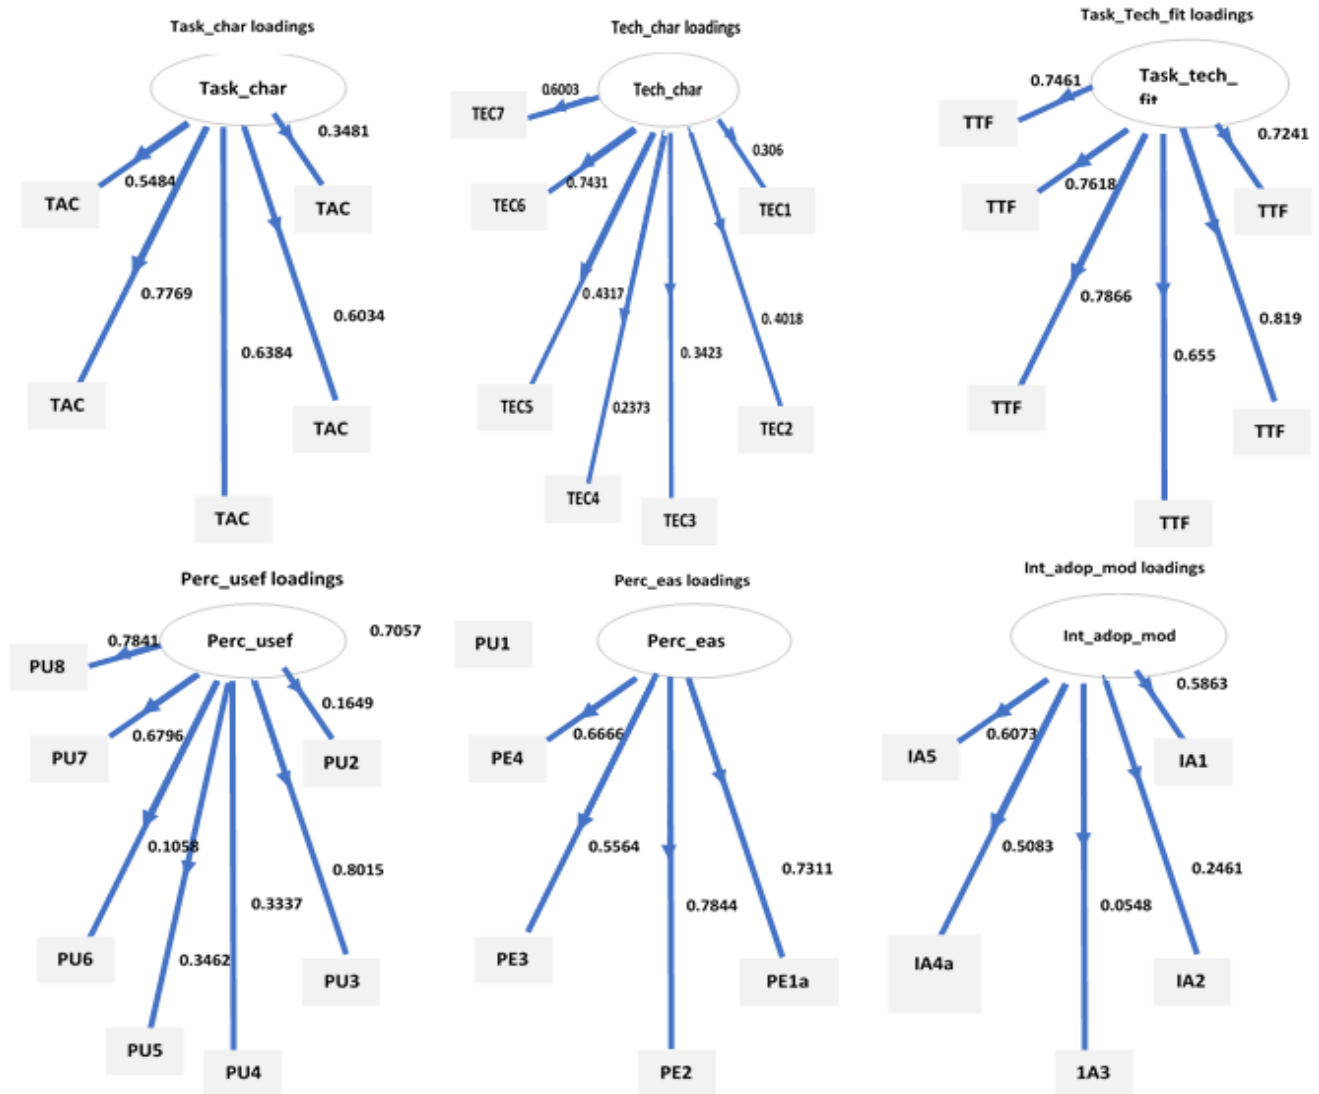 Task_char loadings
Task_char
0.3481
0.5484
TAC
TAC
0.7769
0.6034
0.6384
TAC
TAC
TAC
Tech_char loadings
Tech_char
0.6003
TEC7
0.306
0.7431
TEC6
TEC1
0.4317
0.4018
0.3423
0.2373
TEC5
TEC2
TEC4
TEC3
Task_Tech_fit loadings
Task_tech_
fit
0.7461
TTF
0.7241
0.7618
TTF
TTF
0.7866
0.819
0.655
TTF
TTF
TTF
Perc_usef loadings
Perc_usef
0.7057
0.7841
PU8
0.1649
0.6796
PU7
PU2
0.1058
0.8015
0.3337
0.3462
PU6
PU3
PU5
PU4
Perc_eas loadings
PU1
Perc_eas
0.6666
PE4
0.5564
0.7311
0.7844
PE3
PE1a
PE2
Int_adop_mod loadings
Int_adop_mod
0.5863
0.6073
IA5
IA1
0.5083
0.2461
0.0548
IA4a
IA2
1A3